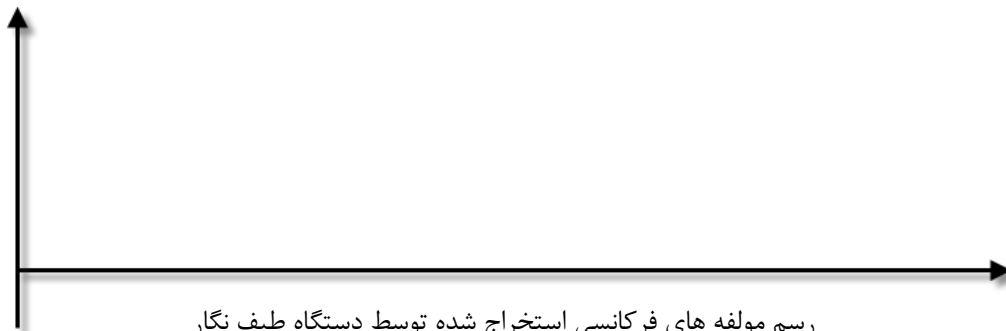 رسم مولفه های فرکانسی استخراج شده توسط دستگاه طیف نگار